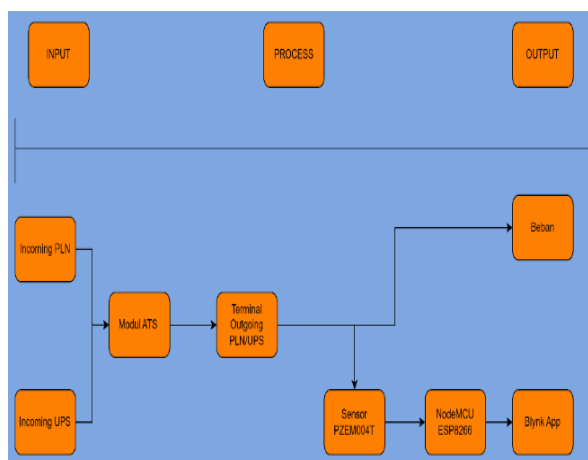 INPUT
PROCESS
OUTPUT
Incoming PLN
Beban
Modul ATS
Terminal
Outgoing
PLN/UPS
Incoming UPS
Sensor
PZEM004T
NodeMCU
ESP8266
Blynk App